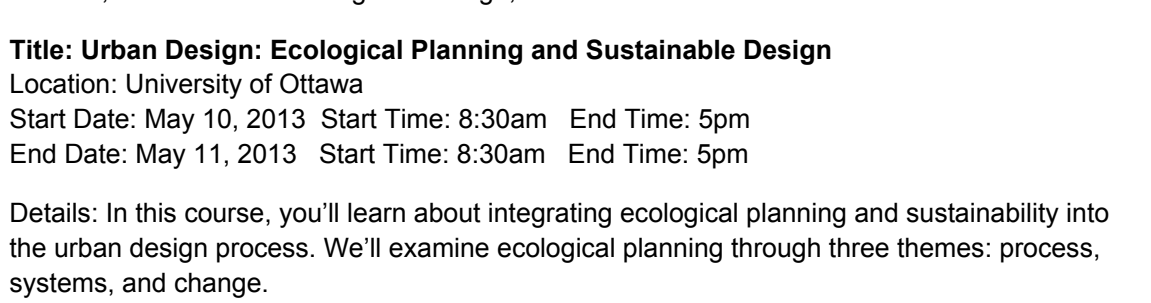 Title: Urban Design: Ecological Planning and Sustainable Design
Location: University of Ottawa
Start Date: May 10, 2013  Start Time: 8:30am   End Time: 5pm
End Date: May 11, 2013   Start Time: 8:30am   End Time: 5pm
Details: In this course, you’ll learn about integrating ecological planning and sustainability into
the urban design process. We’ll examine ecological planning through three themes: process,
systems, and change.